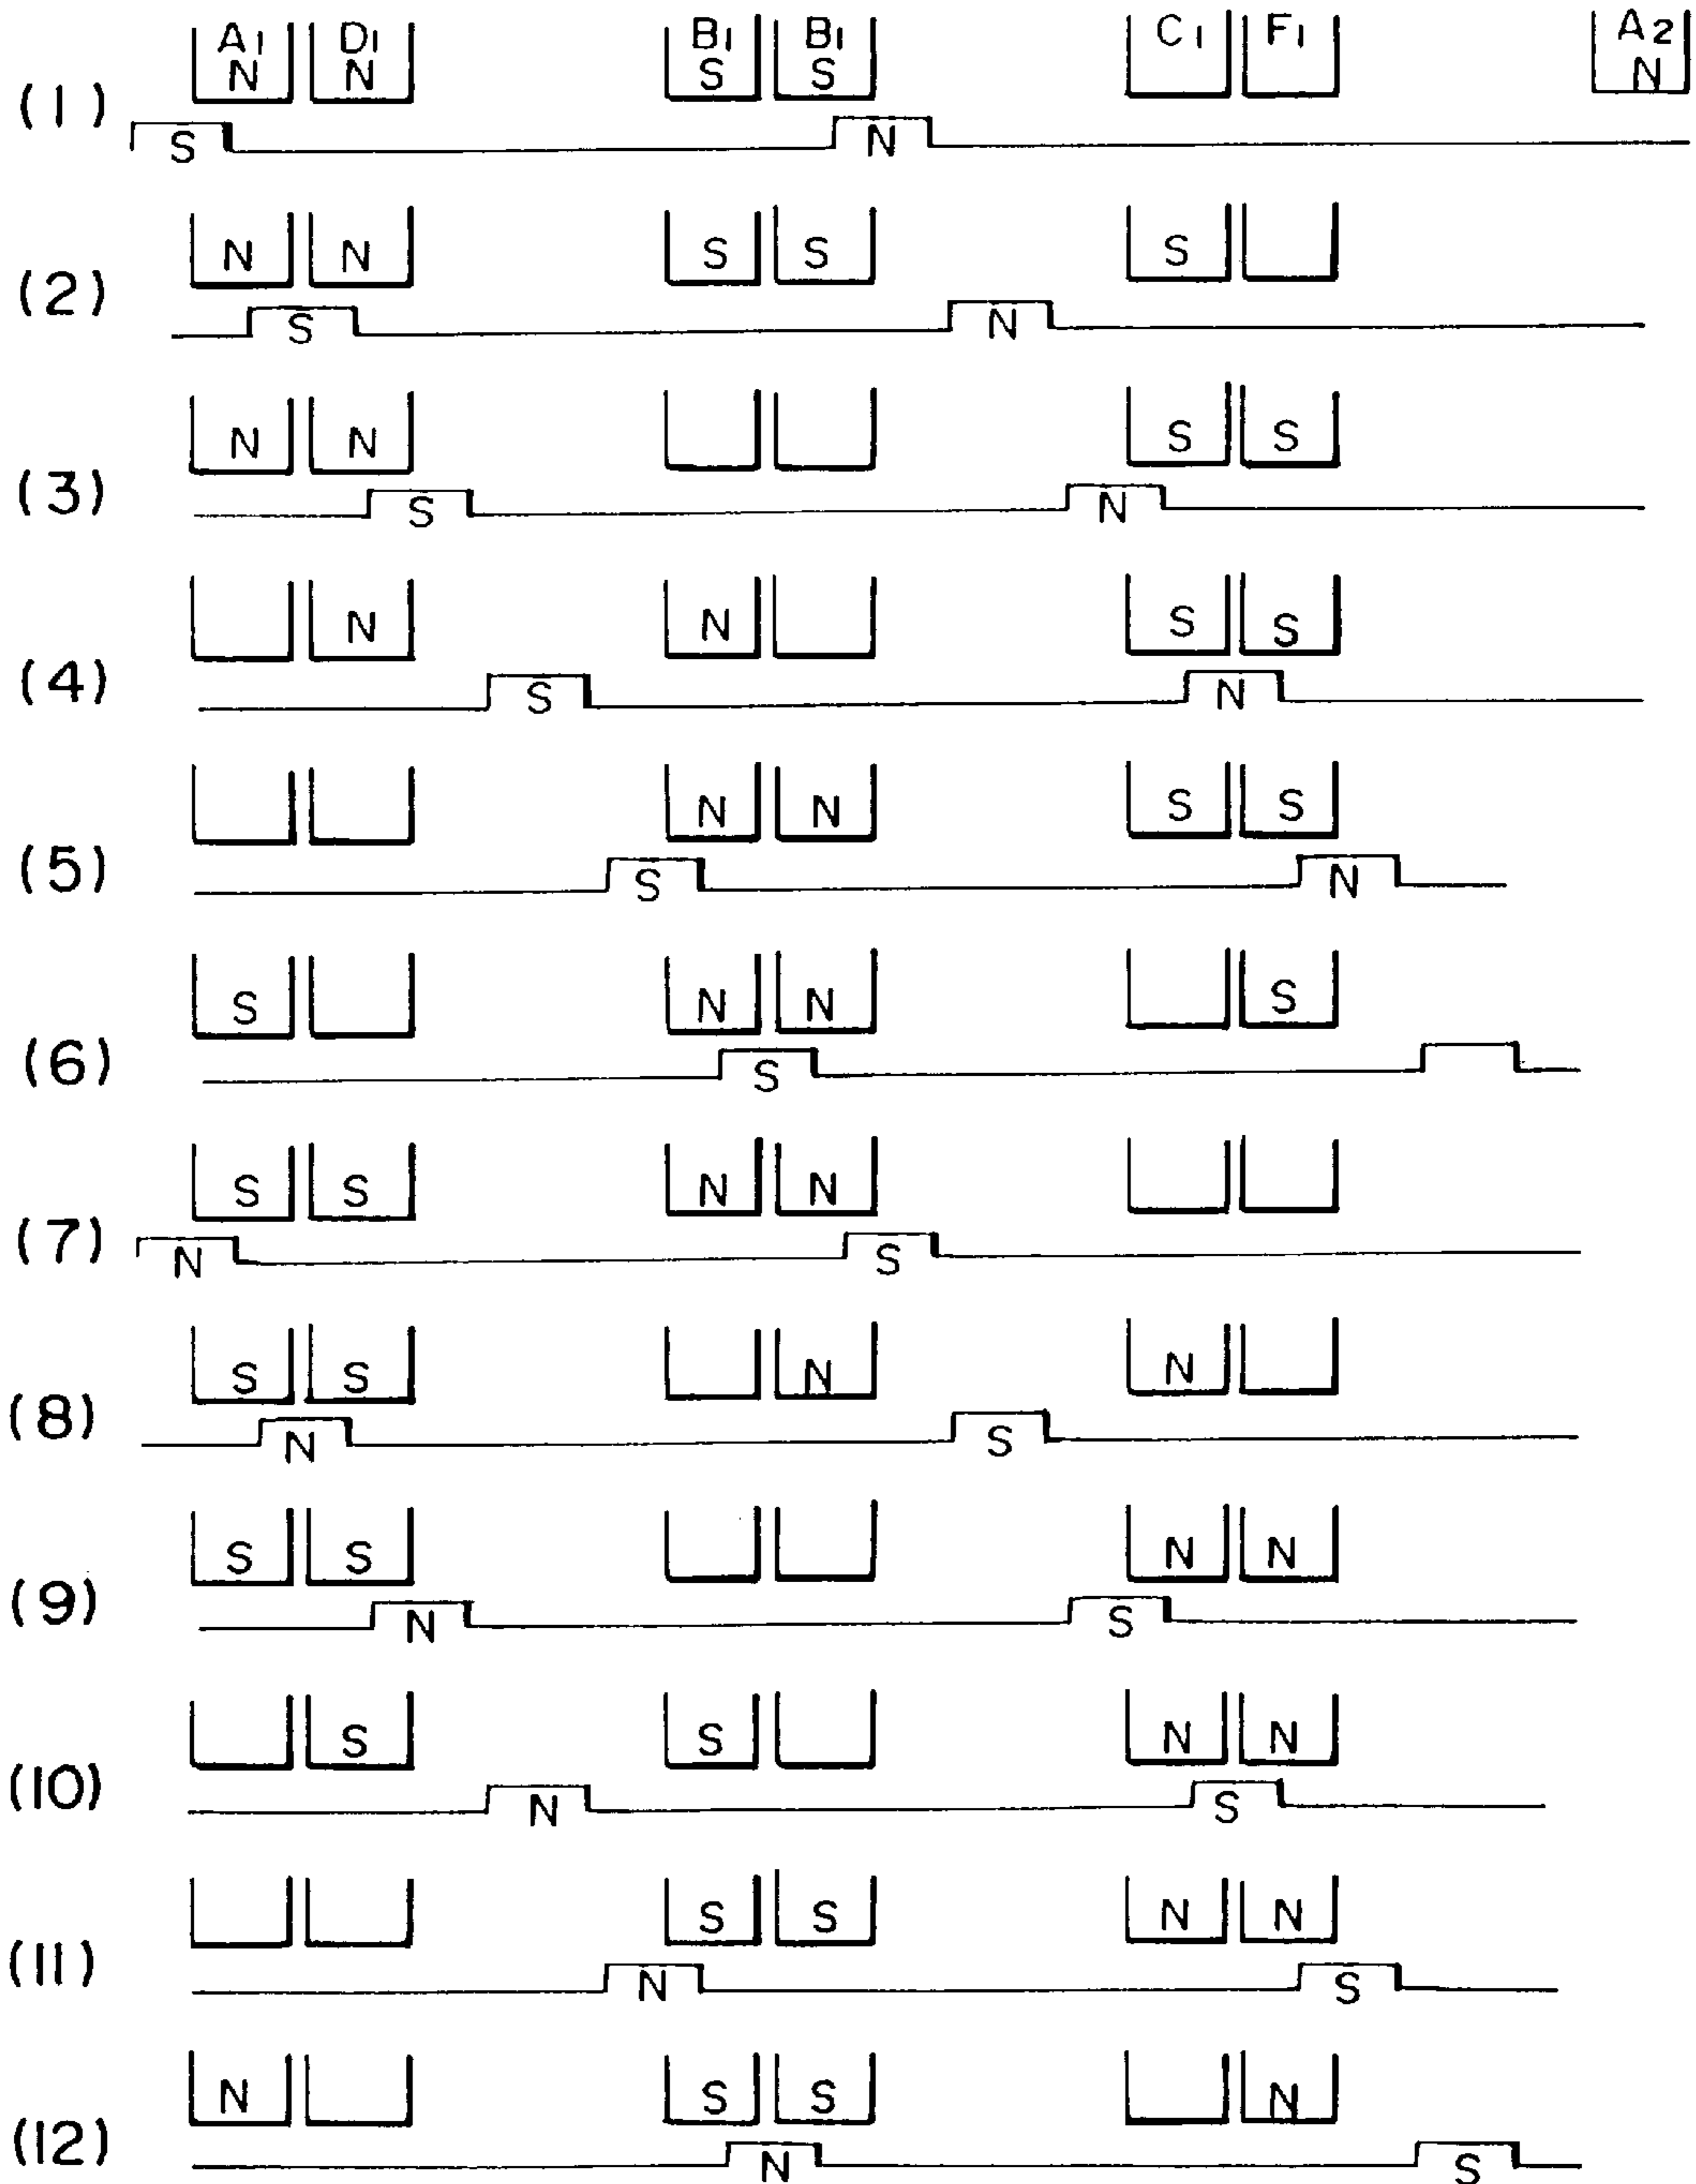 A1 D1 B1 B1 C1 F1 A2
N N S S N
(1)
S N
N N S S S
(2)
S N
N N S S
(3)
S N
N N S S
(4)
S N
N N S S
(5)
S N
S N N S
(6)
S
S S N N
(7)
N S
S S N N
(8)
N S
S S N N
(9)
N S
S S N N
(10)
N S
S S N N
(11)
N S
N S S N
(12)
N S